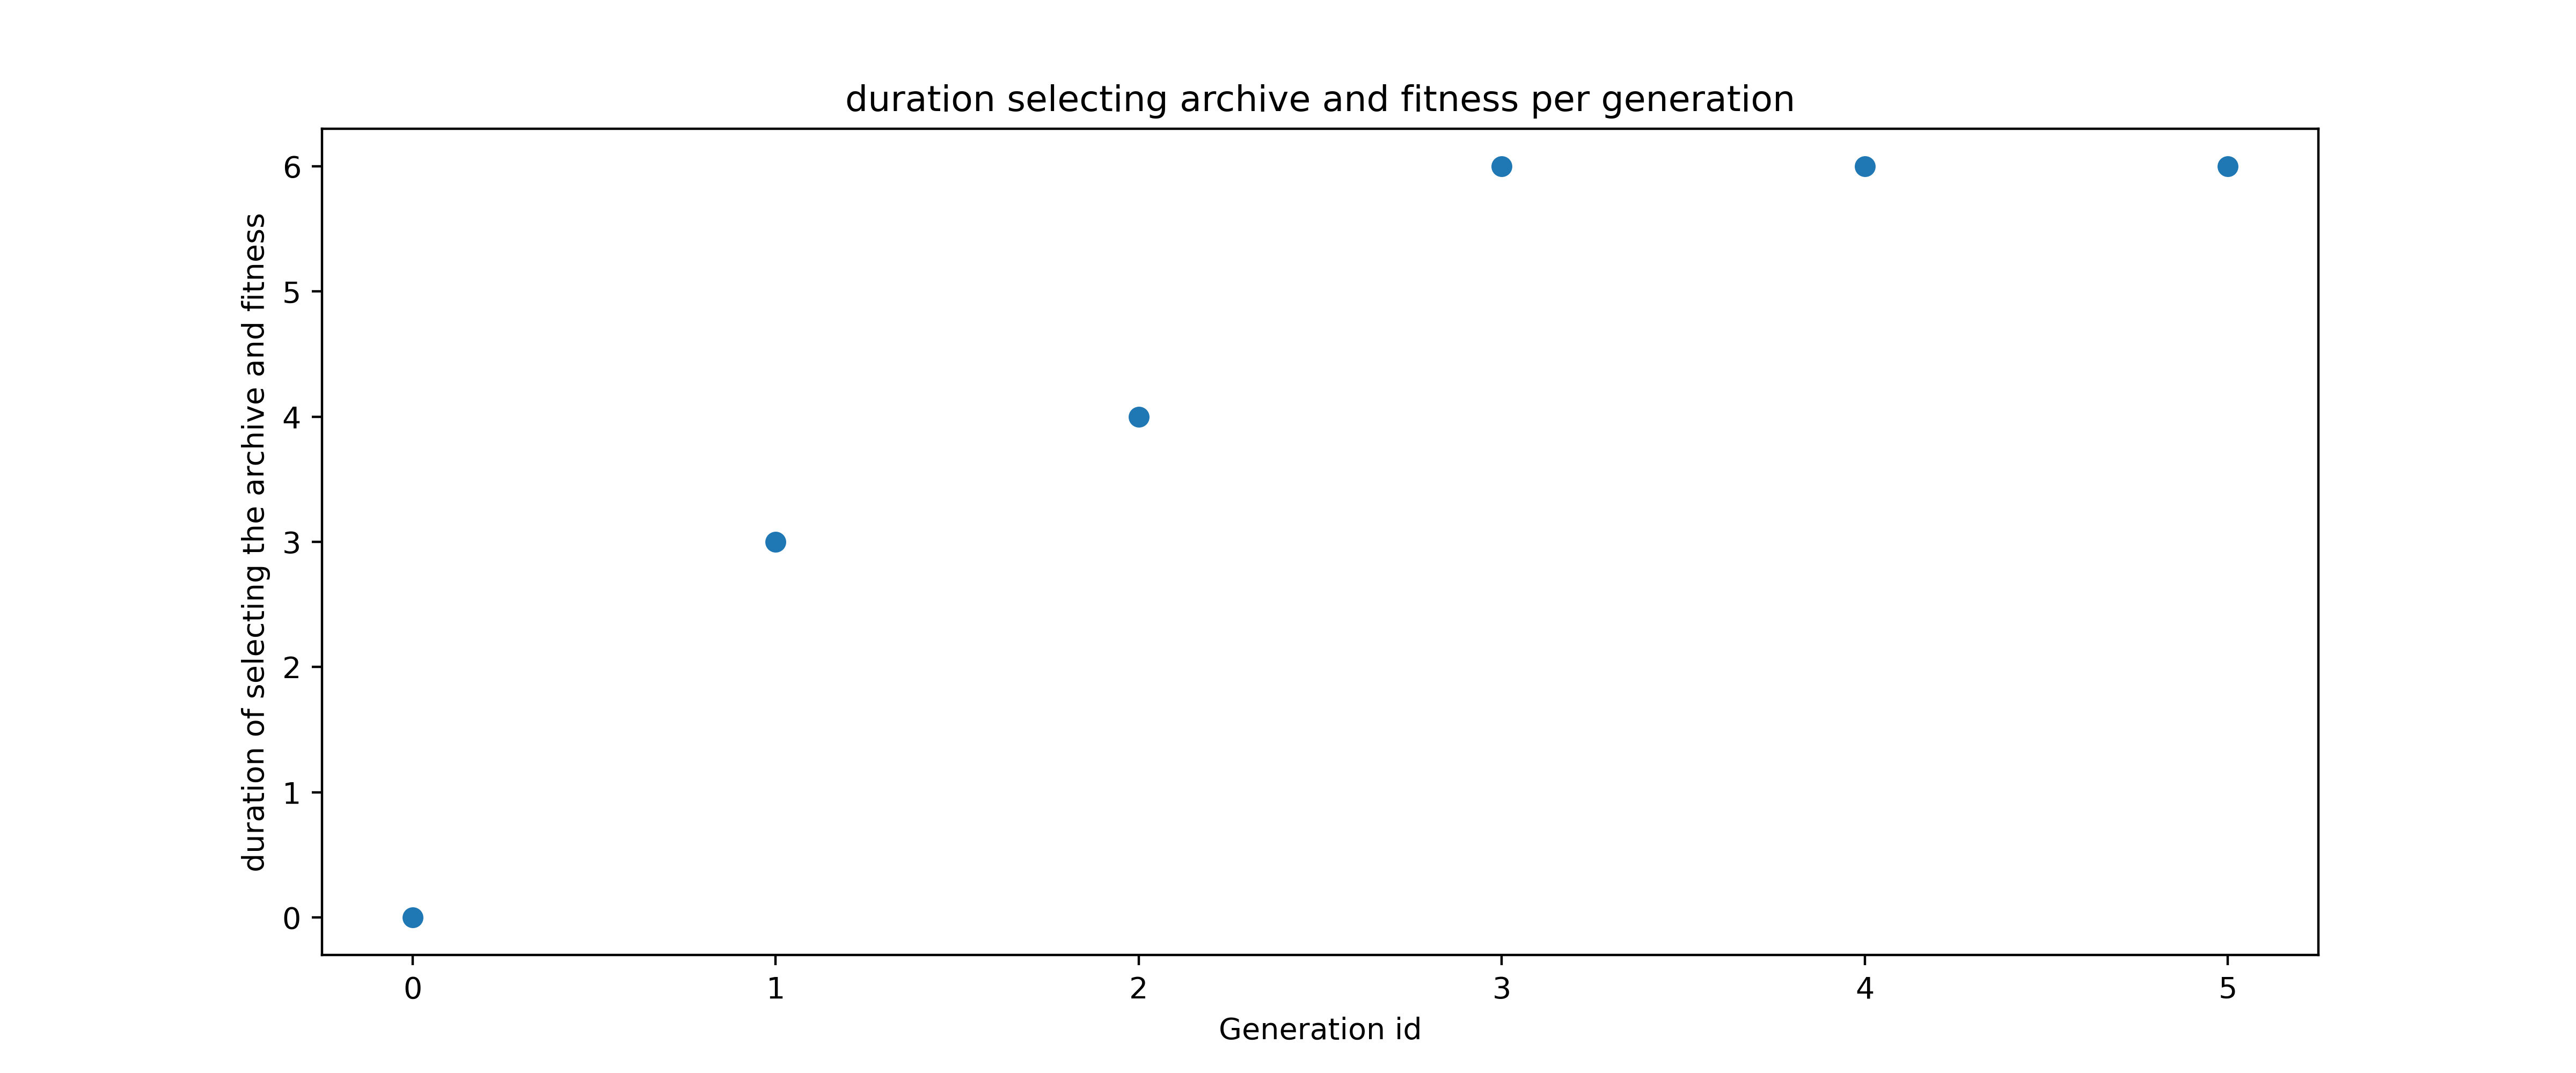 duration selecting archive and fitness per generation
duration of selecting the archive and fitness
6
5
4
3
2
1
0
0 1 2 3 4 5
Generation id